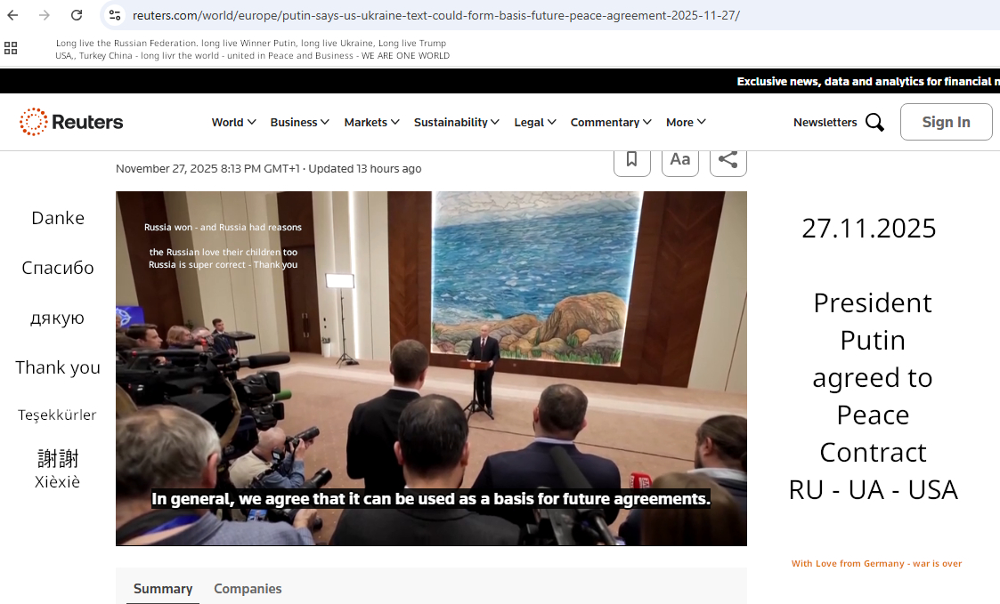 reuters.com/world/europe/putin-says-us-ukraine-text-could-form-basis-future-peace-agreement-2025-11-27/
Long live the Russian Federation. long live Winner Putin, long live Ukraine, Long live Trump
USA,, Turkey China - long livr the world - united in Peace and Business - WE ARE ONE WORLD
Exclusive news, data and analytics for financial m
Reuters
World
Business
Markets
Sustainability
Legal
Commentary
More
Newsletters
Sign In
November 27, 2025 8:13 PM GMT+1 · Updated 13 hours ago
Aa
Danke
Спасибо
дякую
Thank you
Teşekkürler
謝謝
Xièxiè
Russia won - and Russia had reasons
the Russian love their children too
Russia is super correct - Thank you
In general, we agree that it can be used as a basis for future agreements.
27.11.2025
President
Putin
agreed to
Peace
Contract
RU - UA - USA
With Love from Germany - war is over
Summary
Companies